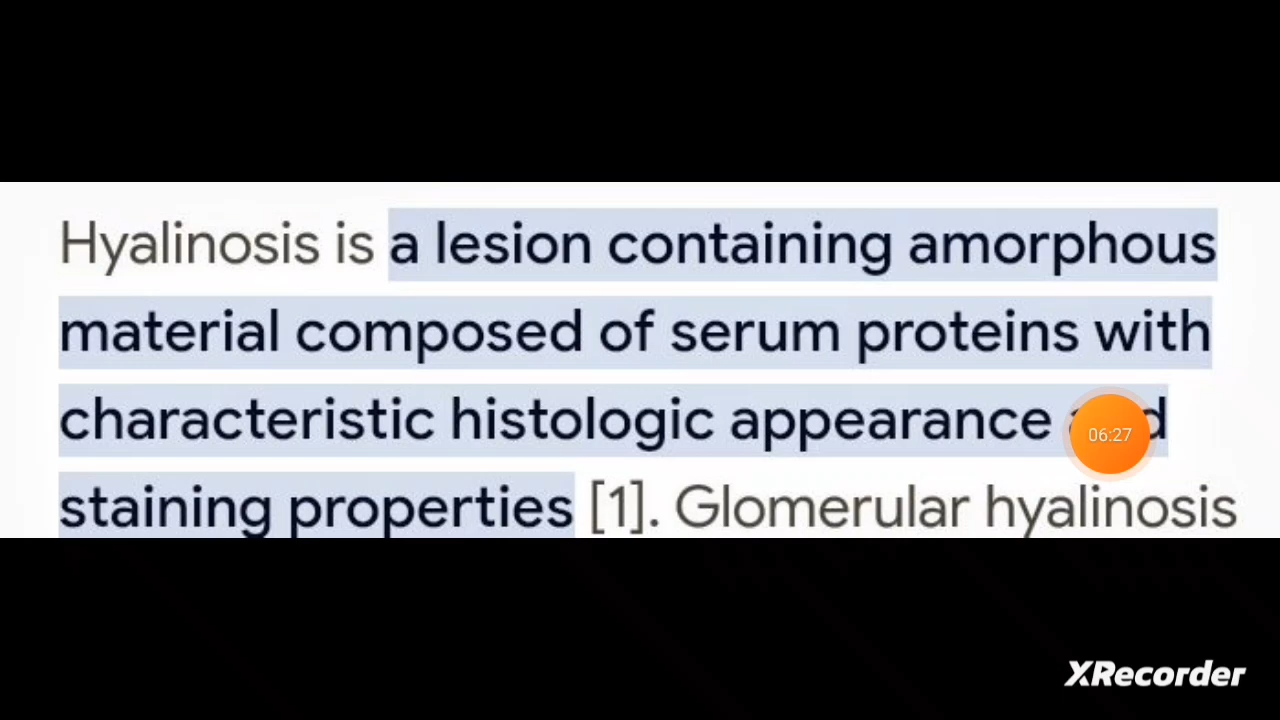 Hyalinosis is a lesion containing amorphous
material composed of serum proteins with
characteristic histologic appearance
staining properties [1]. Glomerular hyalinosis
06:27
XRecorder